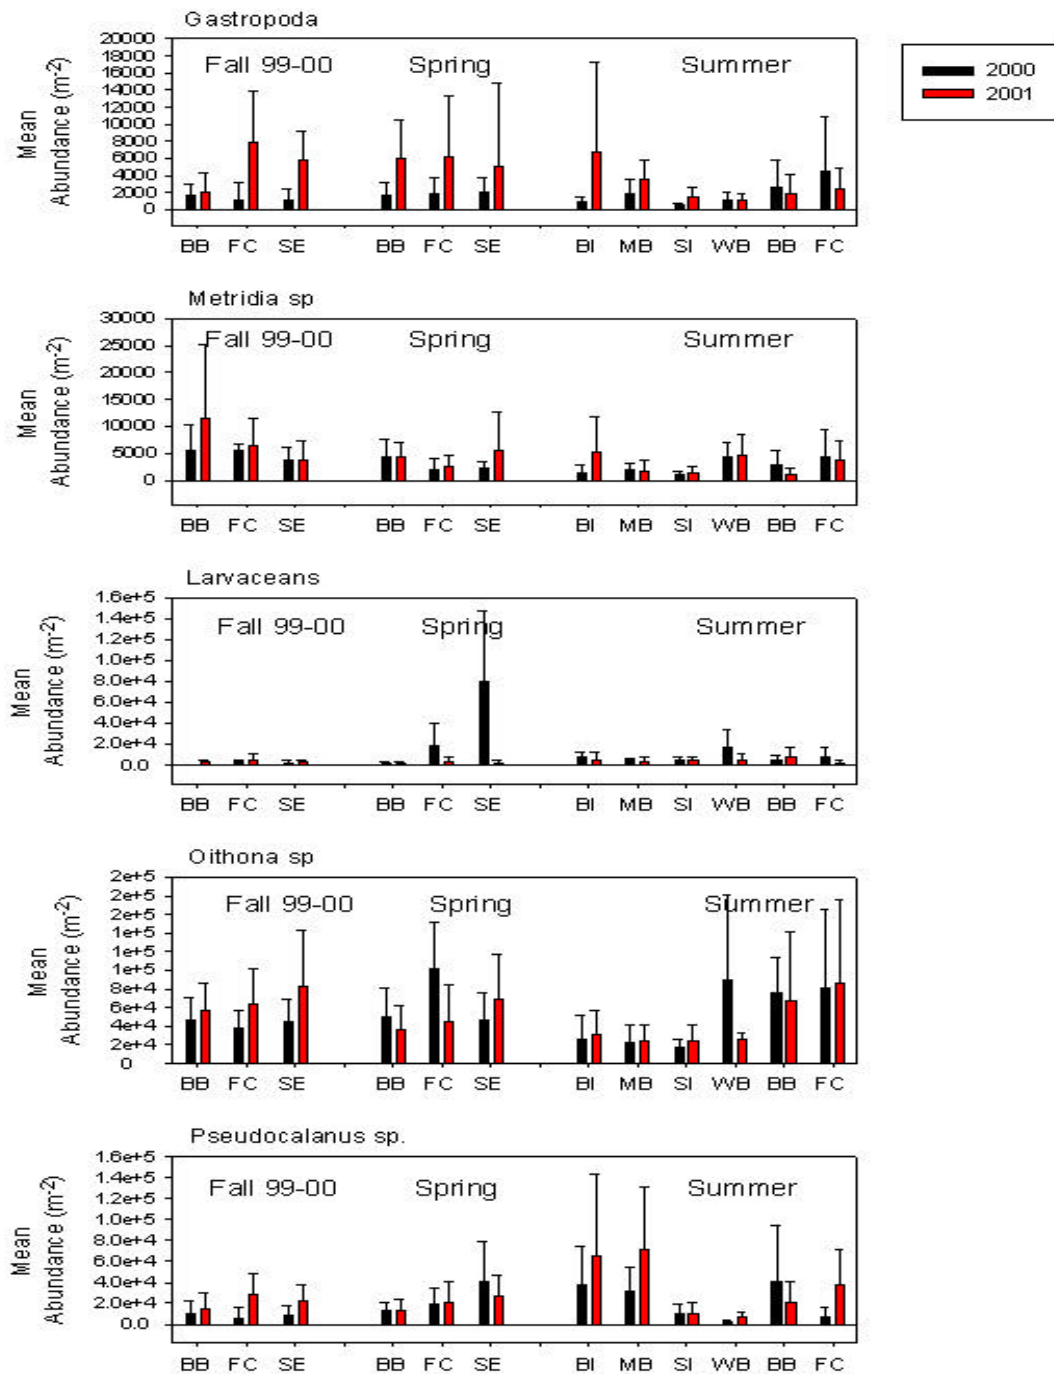 Gastropoda
20000
18000
16000
14000
12000
10000
8000
6000
4000
2000
0
Mean
Abundance (m-2)
Fall 99-00 Spring Summer
2000
2001
BB FC SE BB FC SE BI MB SI WB BB FC
Metridia sp
30000
25000
20000
15000
10000
5000
0
Mean
Abundance (m-2)
Fall 99-00 Spring Summer
BB FC SE BB FC SE BI MB SI WB BB FC
Larvaceans
1.6e+5
1.4e+5
1.2e+5
1.0e+5
8.0e+4
6.0e+4
4.0e+4
2.0e+4
0.0
Mean
Abundance (m-2)
Fall 99-00 Spring Summer
BB FC SE BB FC SE BI MB SI WB BB FC
Oithona sp
2e+5
2e+5
2e+5
1e+5
1e+5
1e+5
8e+4
6e+4
4e+4
2e+4
0
Mean
Abundance (m-2)
Fall 99-00 Spring Summer
BB FC SE BB FC SE BI MB SI WB BB FC
Pseudocalanus sp.
1.6e+5
1.4e+5
1.2e+5
1.0e+5
8.0e+4
6.0e+4
4.0e+4
2.0e+4
0.0
Mean
Abundance (m-2)
Fall 99-00 Spring Summer
BB FC SE BB FC SE BI MB SI WB BB FC